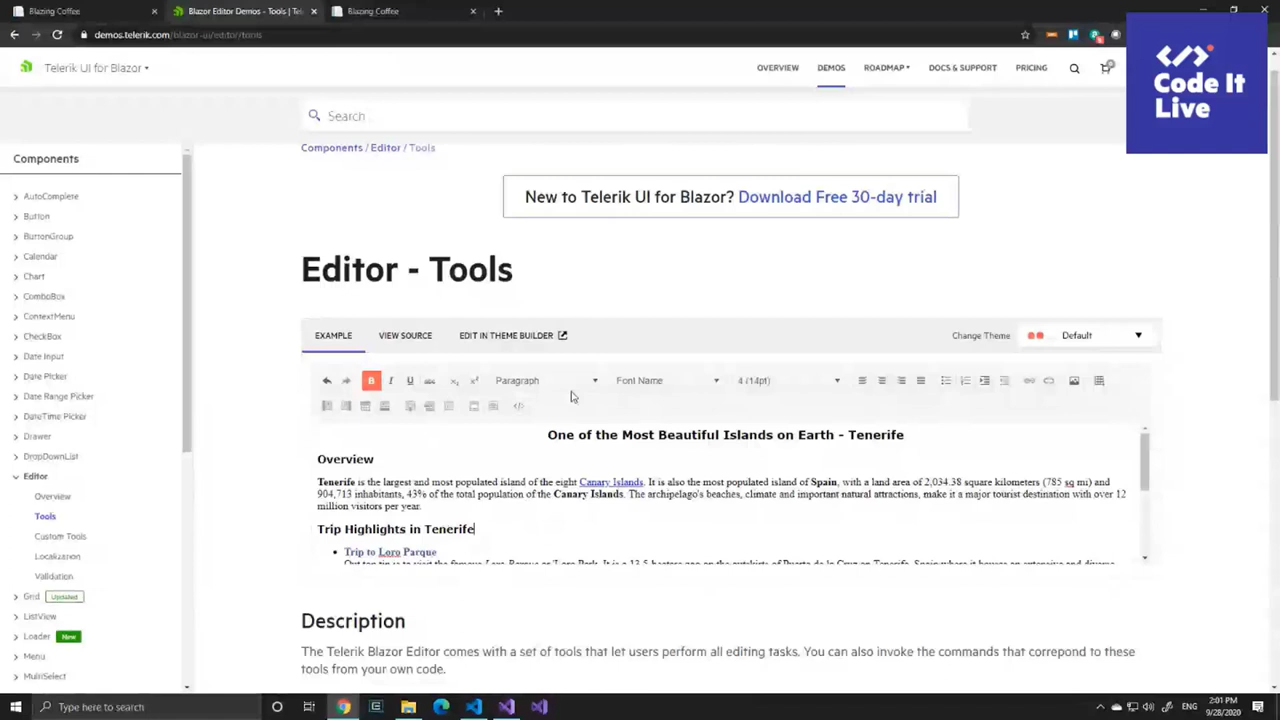 Blazing Coffee
Blazor Editor Demos - Tools | Tel
Blazing Coffee
demos.telerik.com/blazor-ui/editor/tools
Telerik UI for Blazor
OVERVIEW
DEMOS
ROADMAP
DOCS & SUPPORT
PRICING
0
Code It
Live
Search
Components
Components / Editor / Tools
New to Telerik UI for Blazor? Download Free 30-day trial
AutoComplete
Button
ButtonGroup
Calendar
Chart
ComboBox
ContextMenu
CheckBox
Date Input
Date Picker
Date Range Picker
DateTime Picker
Drawer
DropDownList
Editor
Overview
Tools
Custom Tools
Localization
Validation
Grid Updated
ListView
Loader New
Menu
MultiSelect
Editor - Tools
EXAMPLE
VIEW SOURCE
EDIT IN THEME BUILDER
Change Theme
Default
B I U abc x₂ x² Paragraph Font Name 4 (14pt)
One of the Most Beautiful Islands on Earth - Tenerife
Overview
Tenerife is the largest and most populated island of the eight Canary Islands. It is also the most populated island of Spain, with a land area of 2,034.38 square kilometers (785 sq mi) and
904,713 inhabitants, 43% of the total population of the Canary Islands. The archipelago's beaches, climate and important natural attractions, make it a major tourist destination with over 12
million visitors per year.
Trip Highlights in Tenerife
Trip to Loro Parque
Description
The Telerik Blazor Editor comes with a set of tools that let users perform all editing tasks. You can also invoke the commands that correpond to these
tools from your own code.
Type here to search
ENG
2:01 PM
9/28/2020